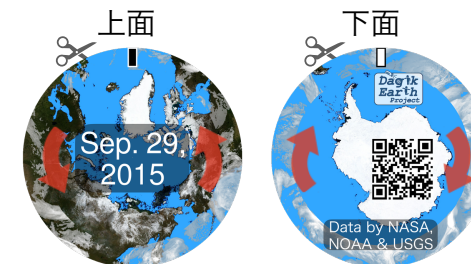 上面
下面
Sep. 29,
2015
Dagik
Earth
Project
Data by NASA,
NOAA & USGS